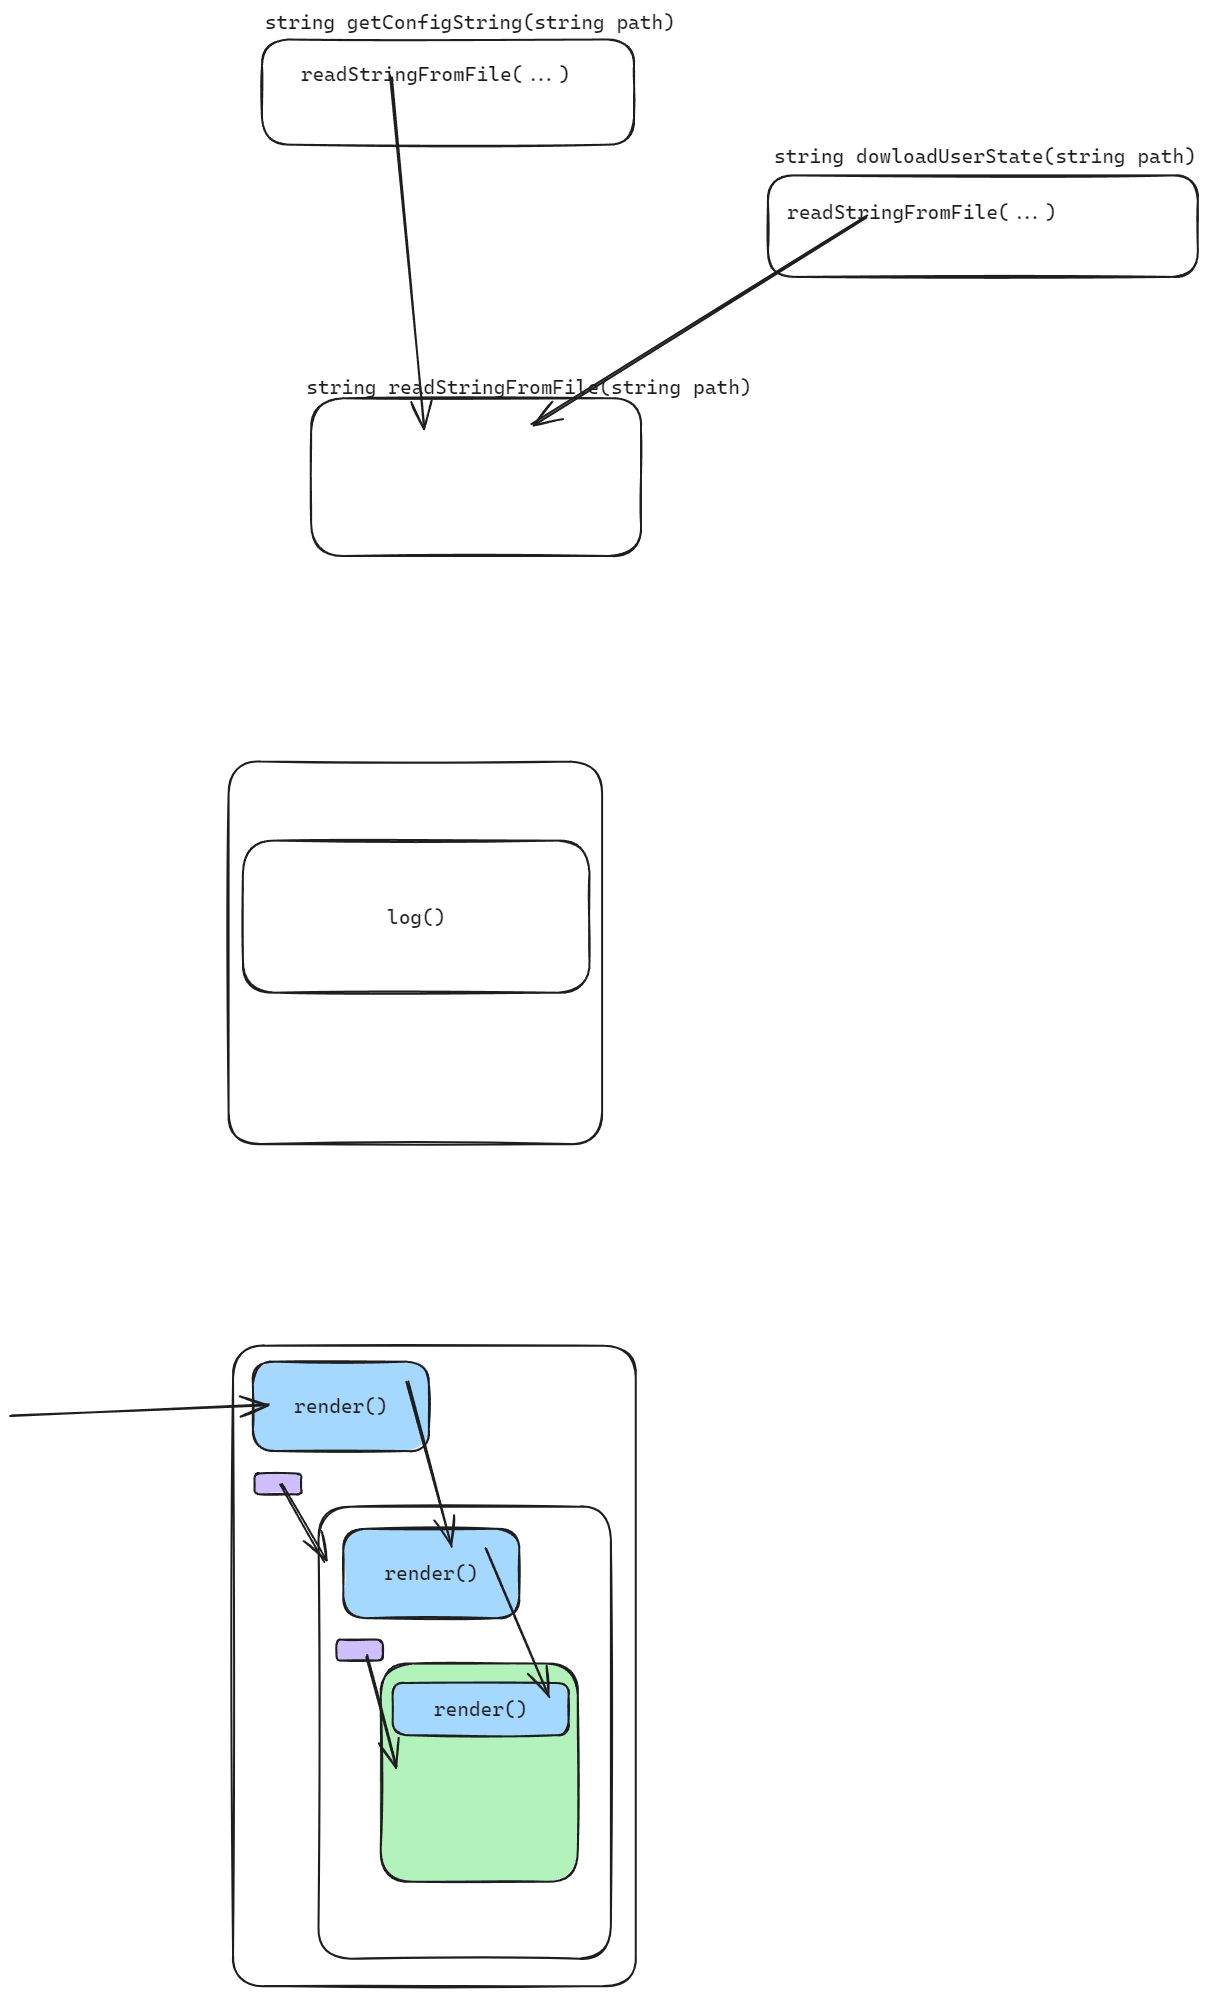 string getConfigString(string path)
readStringFromFile(...)
string dowloadUserState(string path)
readStringFromFile(...)
string readStringFromFile(string path)
log()
render()
render()
render()